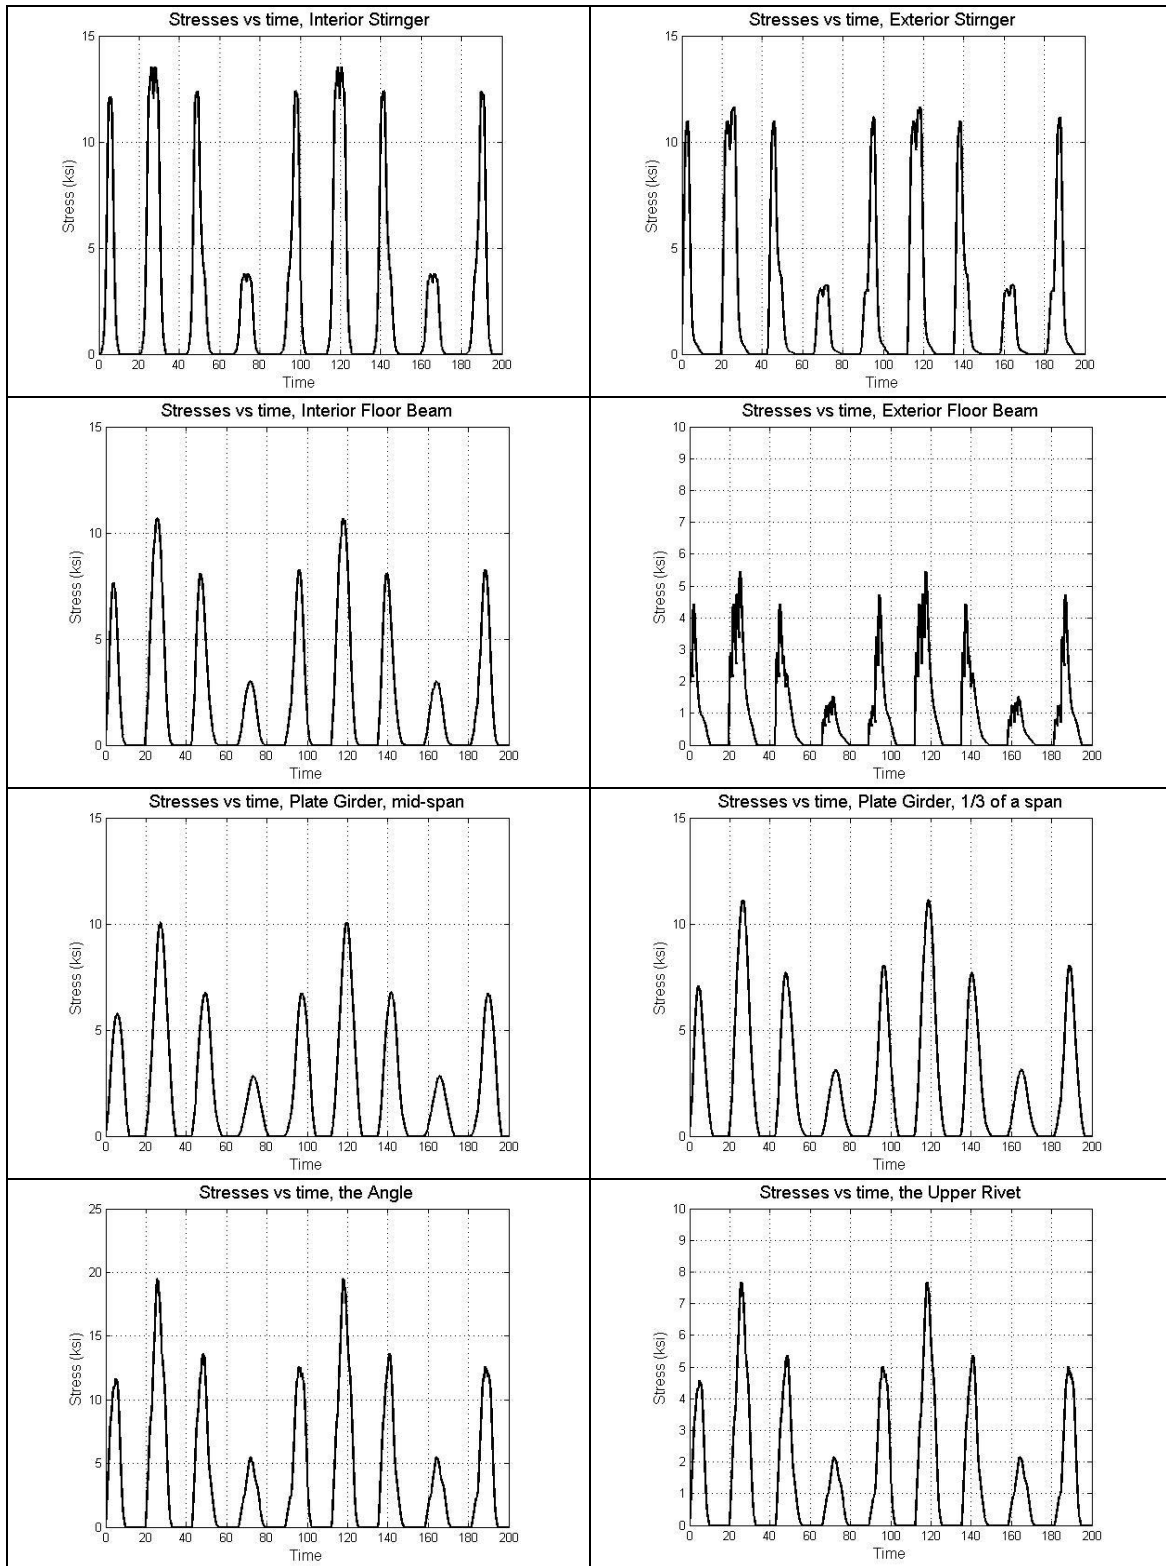 Stresses vs time, Interior Stirnger
Stress (ksi)
15
10
5
0
0 20 40 60 80 100 120 140 160 180 200
Time
Stresses vs time, Exterior Stirnger
Stress (ksi)
15
10
5
0
0 20 40 60 80 100 120 140 160 180 200
Time
Stresses vs time, Interior Floor Beam
Stress (ksi)
15
10
5
0
0 20 40 60 80 100 120 140 160 180 200
Time
Stresses vs time, Exterior Floor Beam
Stress (ksi)
10
9
8
7
6
5
4
3
2
1
0
0 20 40 60 80 100 120 140 160 180 200
Time
Stresses vs time, Plate Girder, mid-span
Stress (ksi)
15
10
5
0
0 20 40 60 80 100 120 140 160 180 200
Time
Stresses vs time, Plate Girder, 1/3 of a span
Stress (ksi)
15
10
5
0
0 20 40 60 80 100 120 140 160 180 200
Time
Stresses vs time, the Angle
Stress (ksi)
25
20
15
10
5
0
0 20 40 60 80 100 120 140 160 180 200
Time
Stresses vs time, the Upper Rivet
Stress (ksi)
10
9
8
7
6
5
4
3
2
1
0
0 20 40 60 80 100 120 140 160 180 200
Time